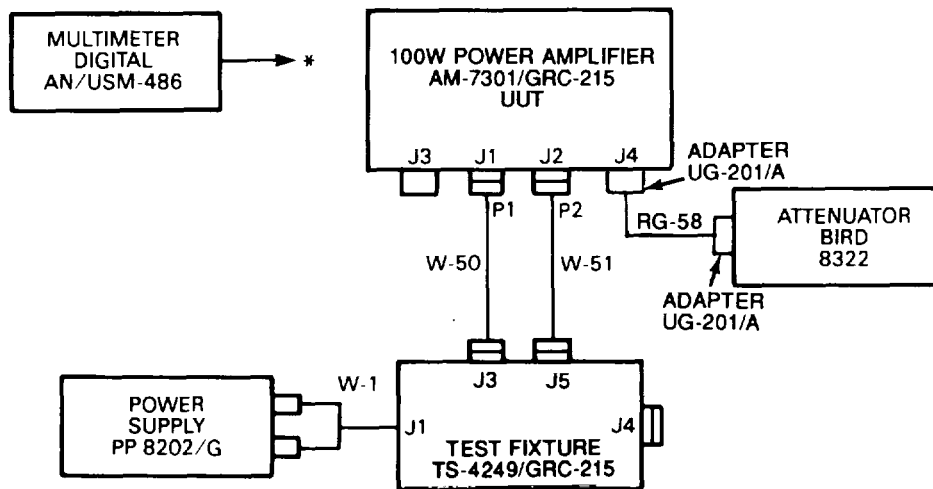 MULTIMETER
DIGITAL
AN/USM-486
*
100W POWER AMPLIFIER
AM-7301/GRC-215
UUT
J3
J1
J2
J4
ADAPTER
UG-201/A
P1
P2
RG-58
ATTENUATOR
BIRD
8322
ADAPTER
UG-201/A
W-50
W-51
J3
J5
W-1
J1
J4
POWER
SUPPLY
PP 8202/G
TEST FIXTURE
TS-4249/GRC-215